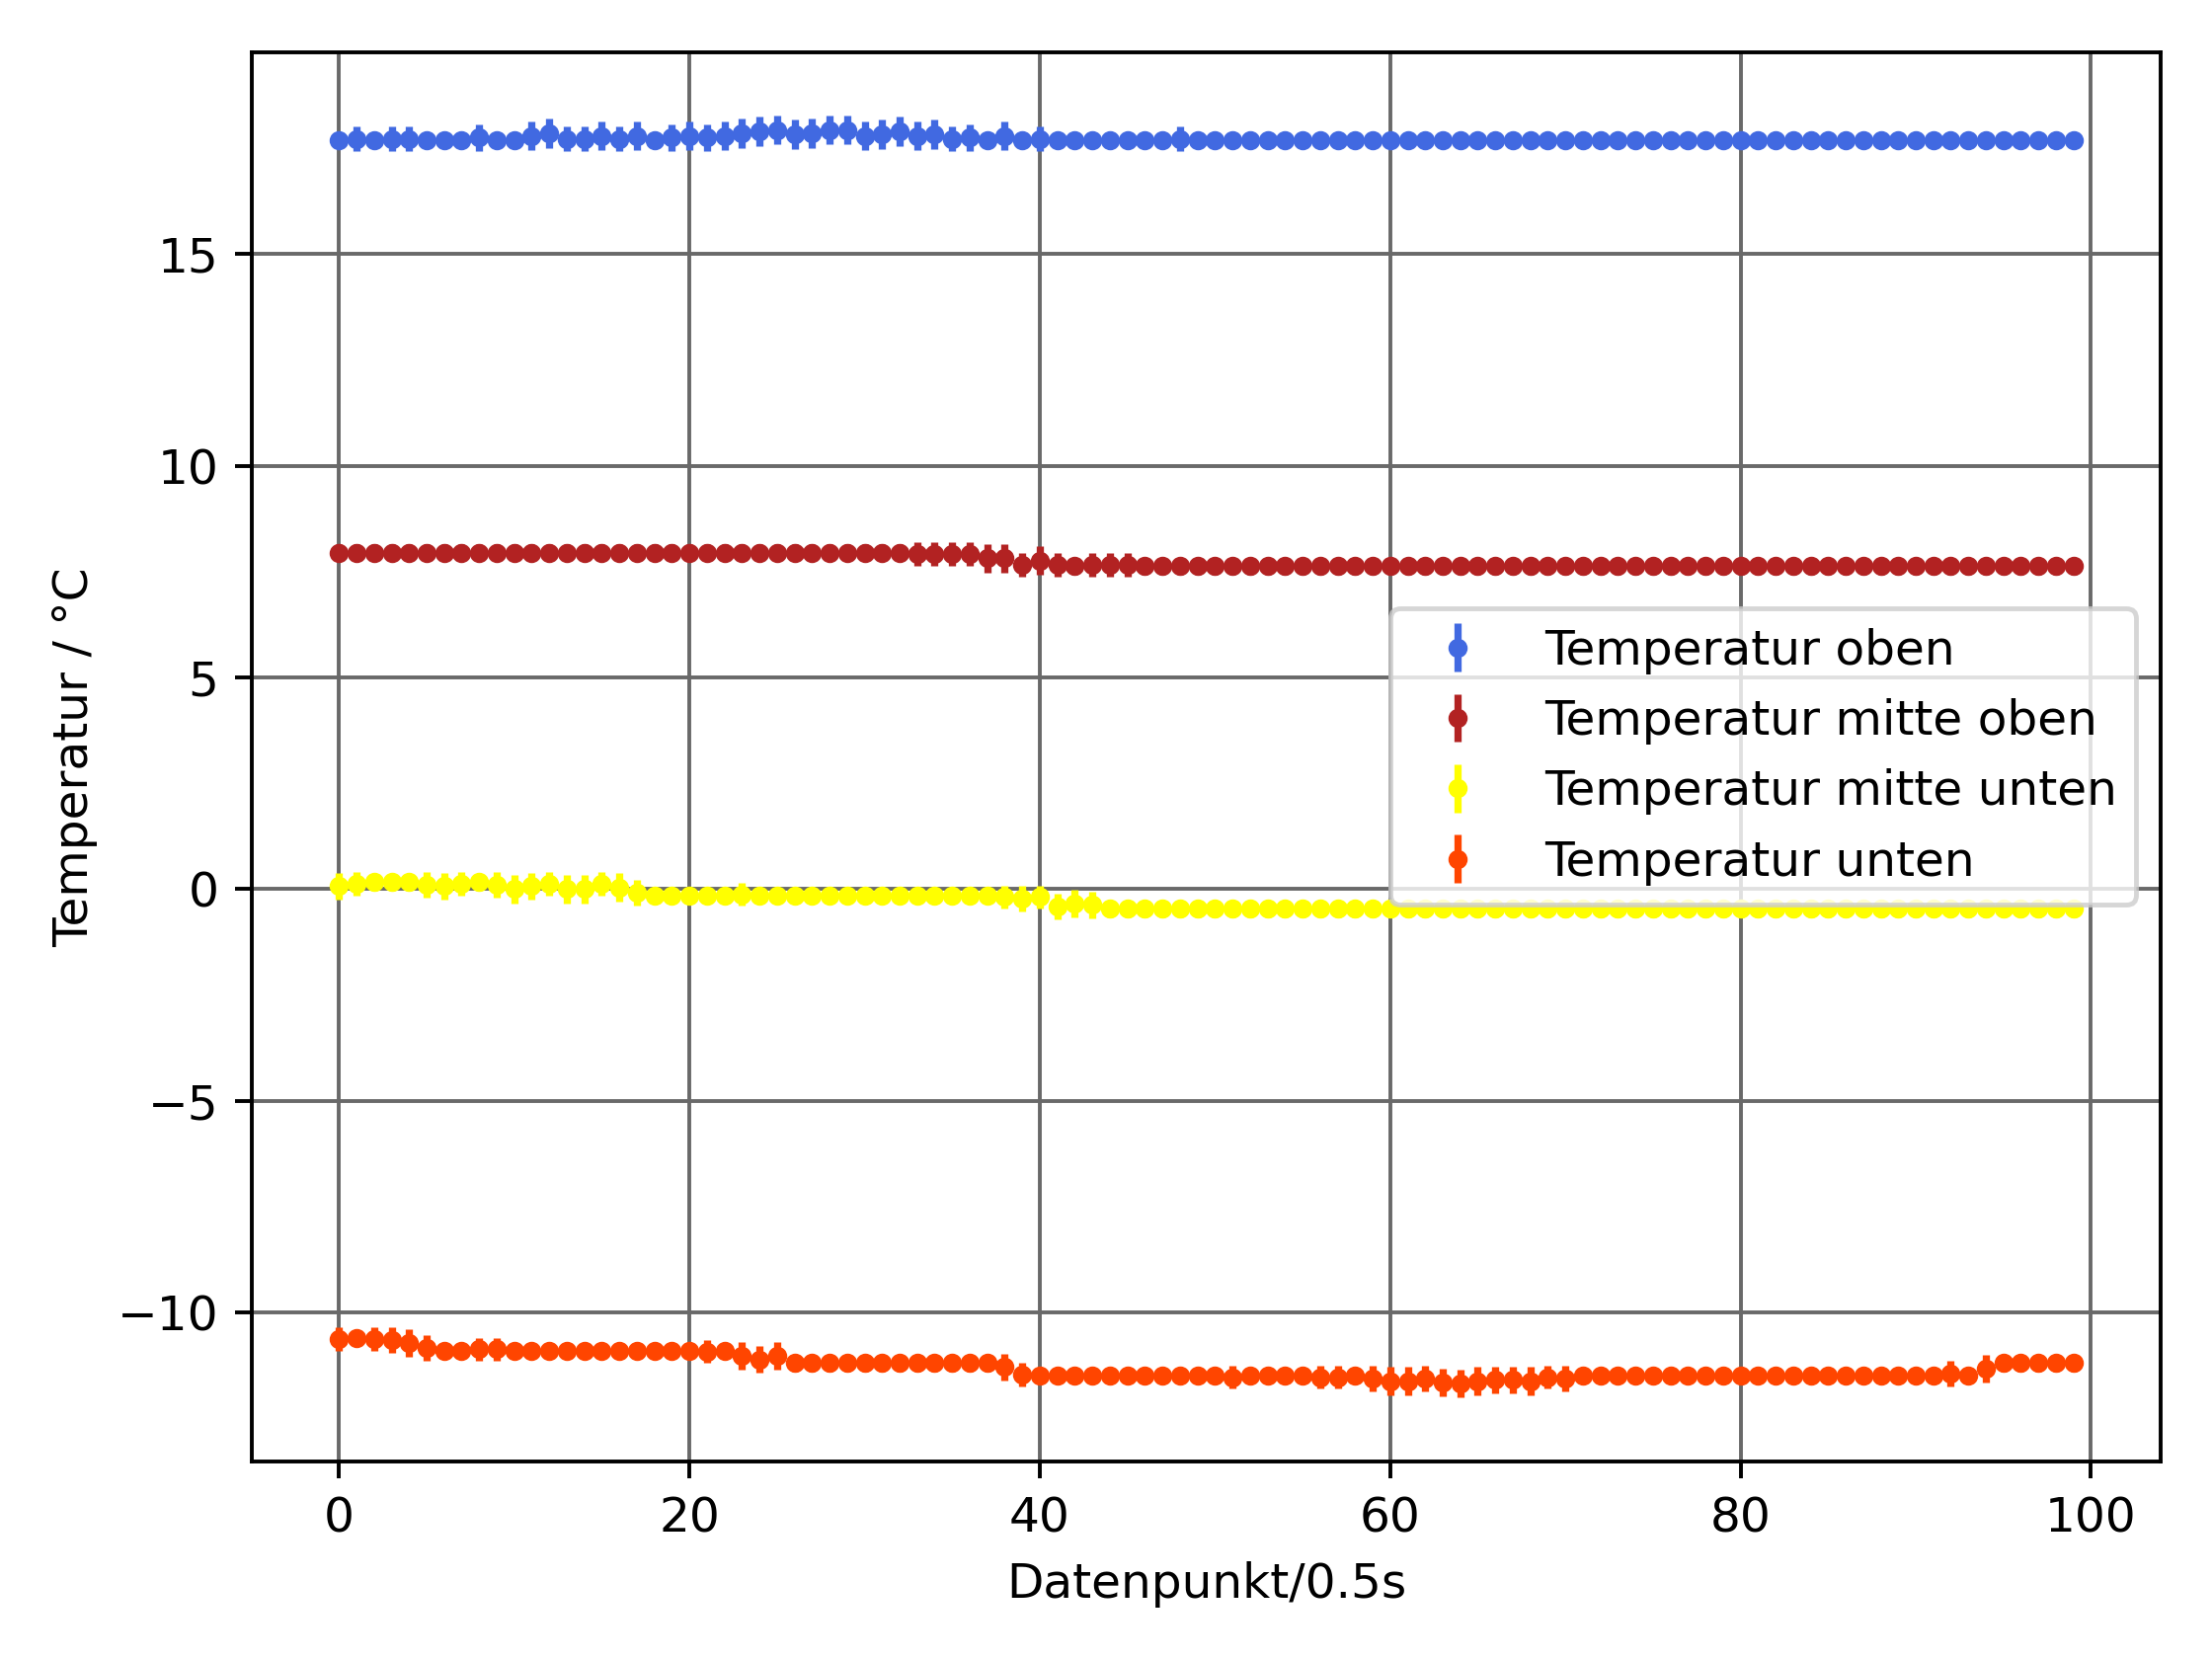 Temperatur / °C
15
10
5
0
−5
−10
Temperatur oben
Temperatur mitte oben
Temperatur mitte unten
Temperatur unten
0 20 40 60 80 100
Datenpunkt/0.5s